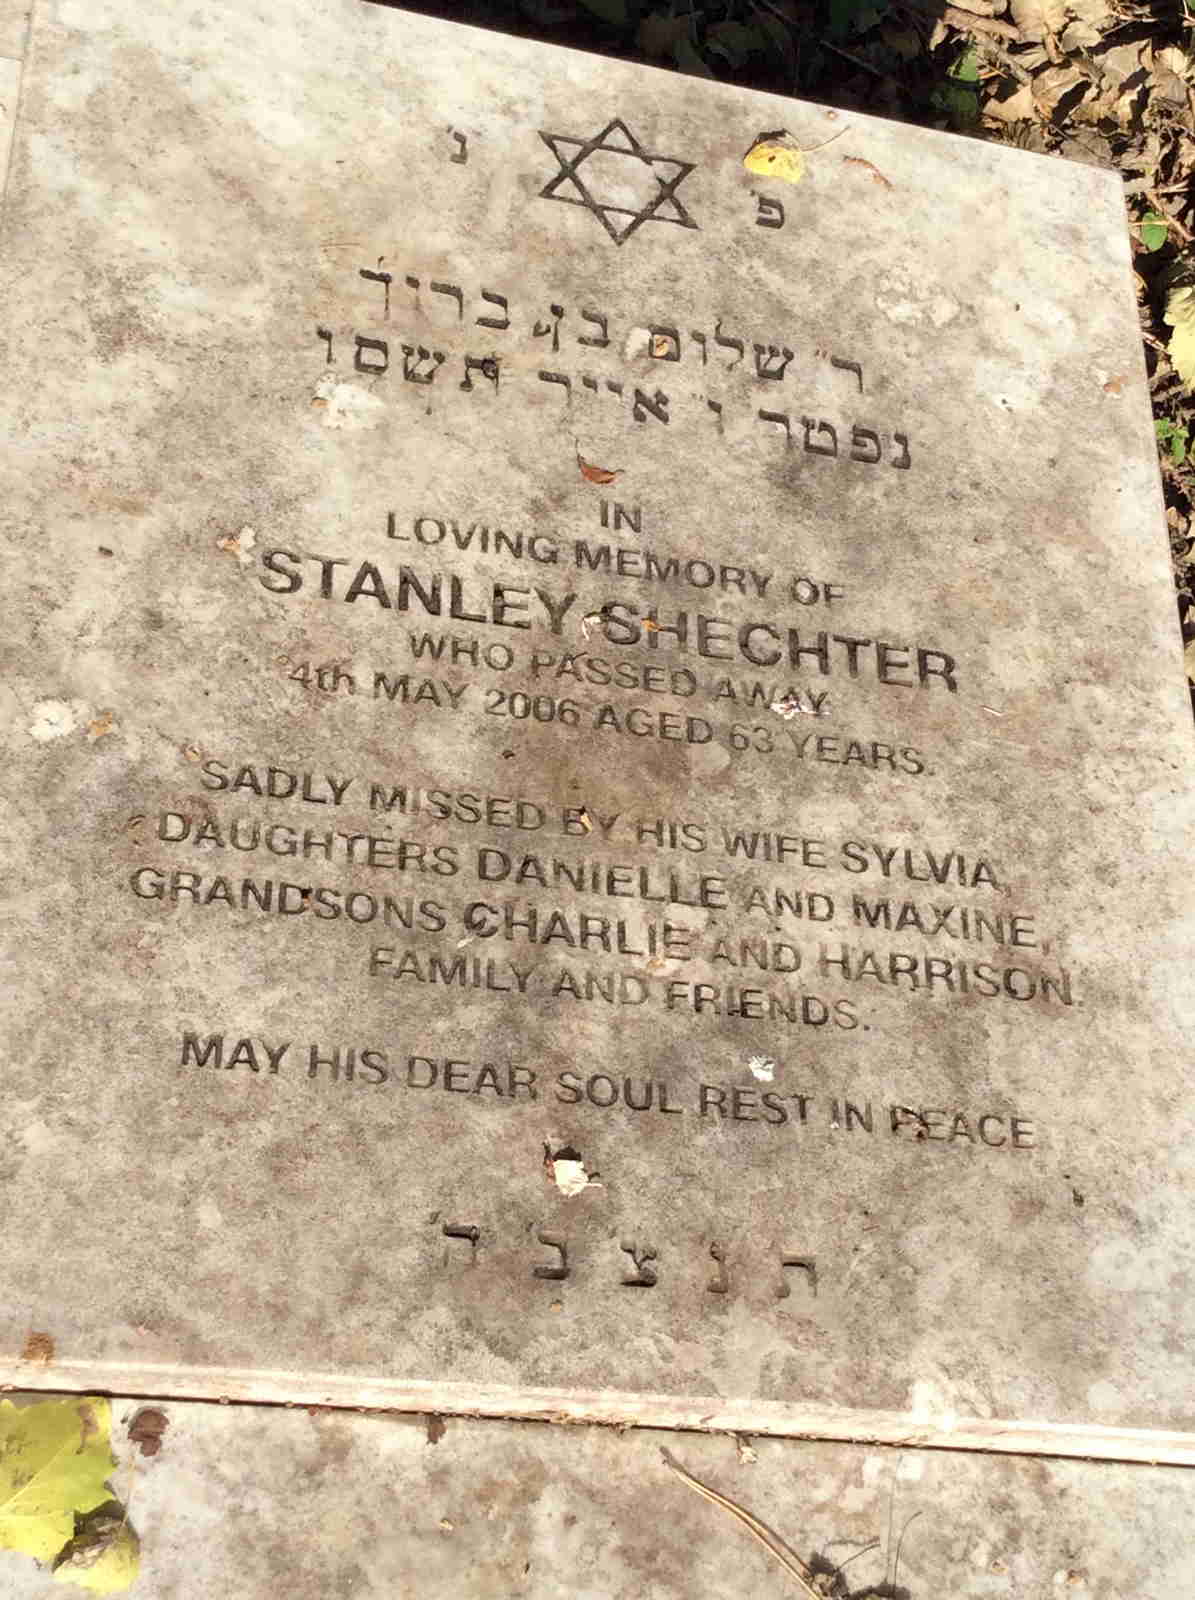 פ' נ'
ר' שלום בן ברוך
נפטר ו' אייר תשסו
IN
LOVING MEMORY OF
STANLEY SHECHTER
WHO PASSED AWAY
4th MAY 2006 AGED 63 YEARS.
SADLY MISSED BY HIS WIFE SYLVIA,
DAUGHTERS DANIELLE AND MAXINE,
GRANDSONS CHARLIE AND HARRISON.
FAMILY AND FRIENDS.
MAY HIS DEAR SOUL REST IN PEACE
ת נ' צ' ב' ה'